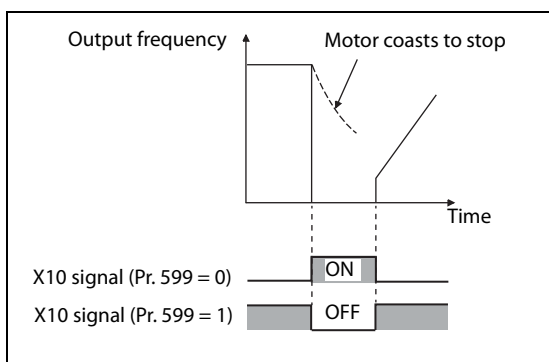 Output frequency
Motor coasts to stop
Time
X10 signal (Pr. 599 = 0)
ON
X10 signal (Pr. 599 = 1)
OFF